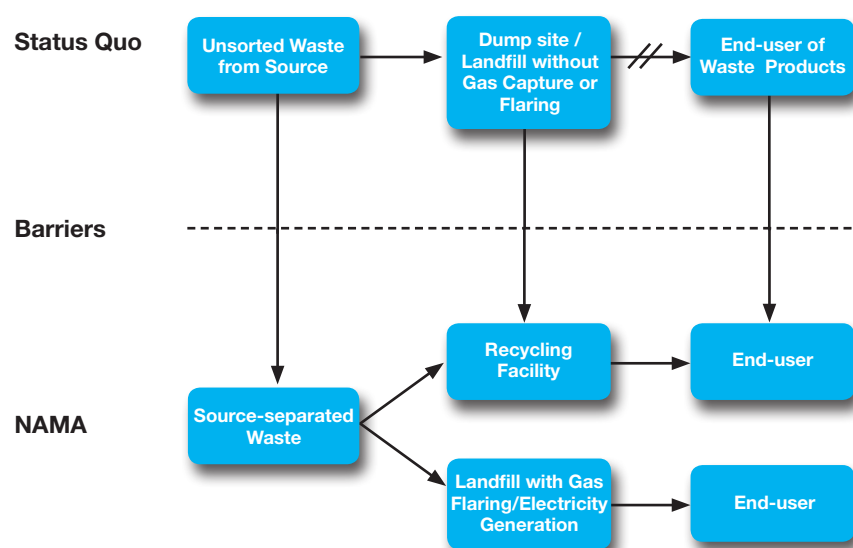 Status Quo
Unsorted Waste
from Source
Dump site /
Landfill without
Gas Capture or
Flaring
End-user of
Waste Products
Barriers
Recycling
Facility
End-user
NAMA
Source-separated
Waste
Landfill with Gas
Flaring/Electricity
Generation
End-user